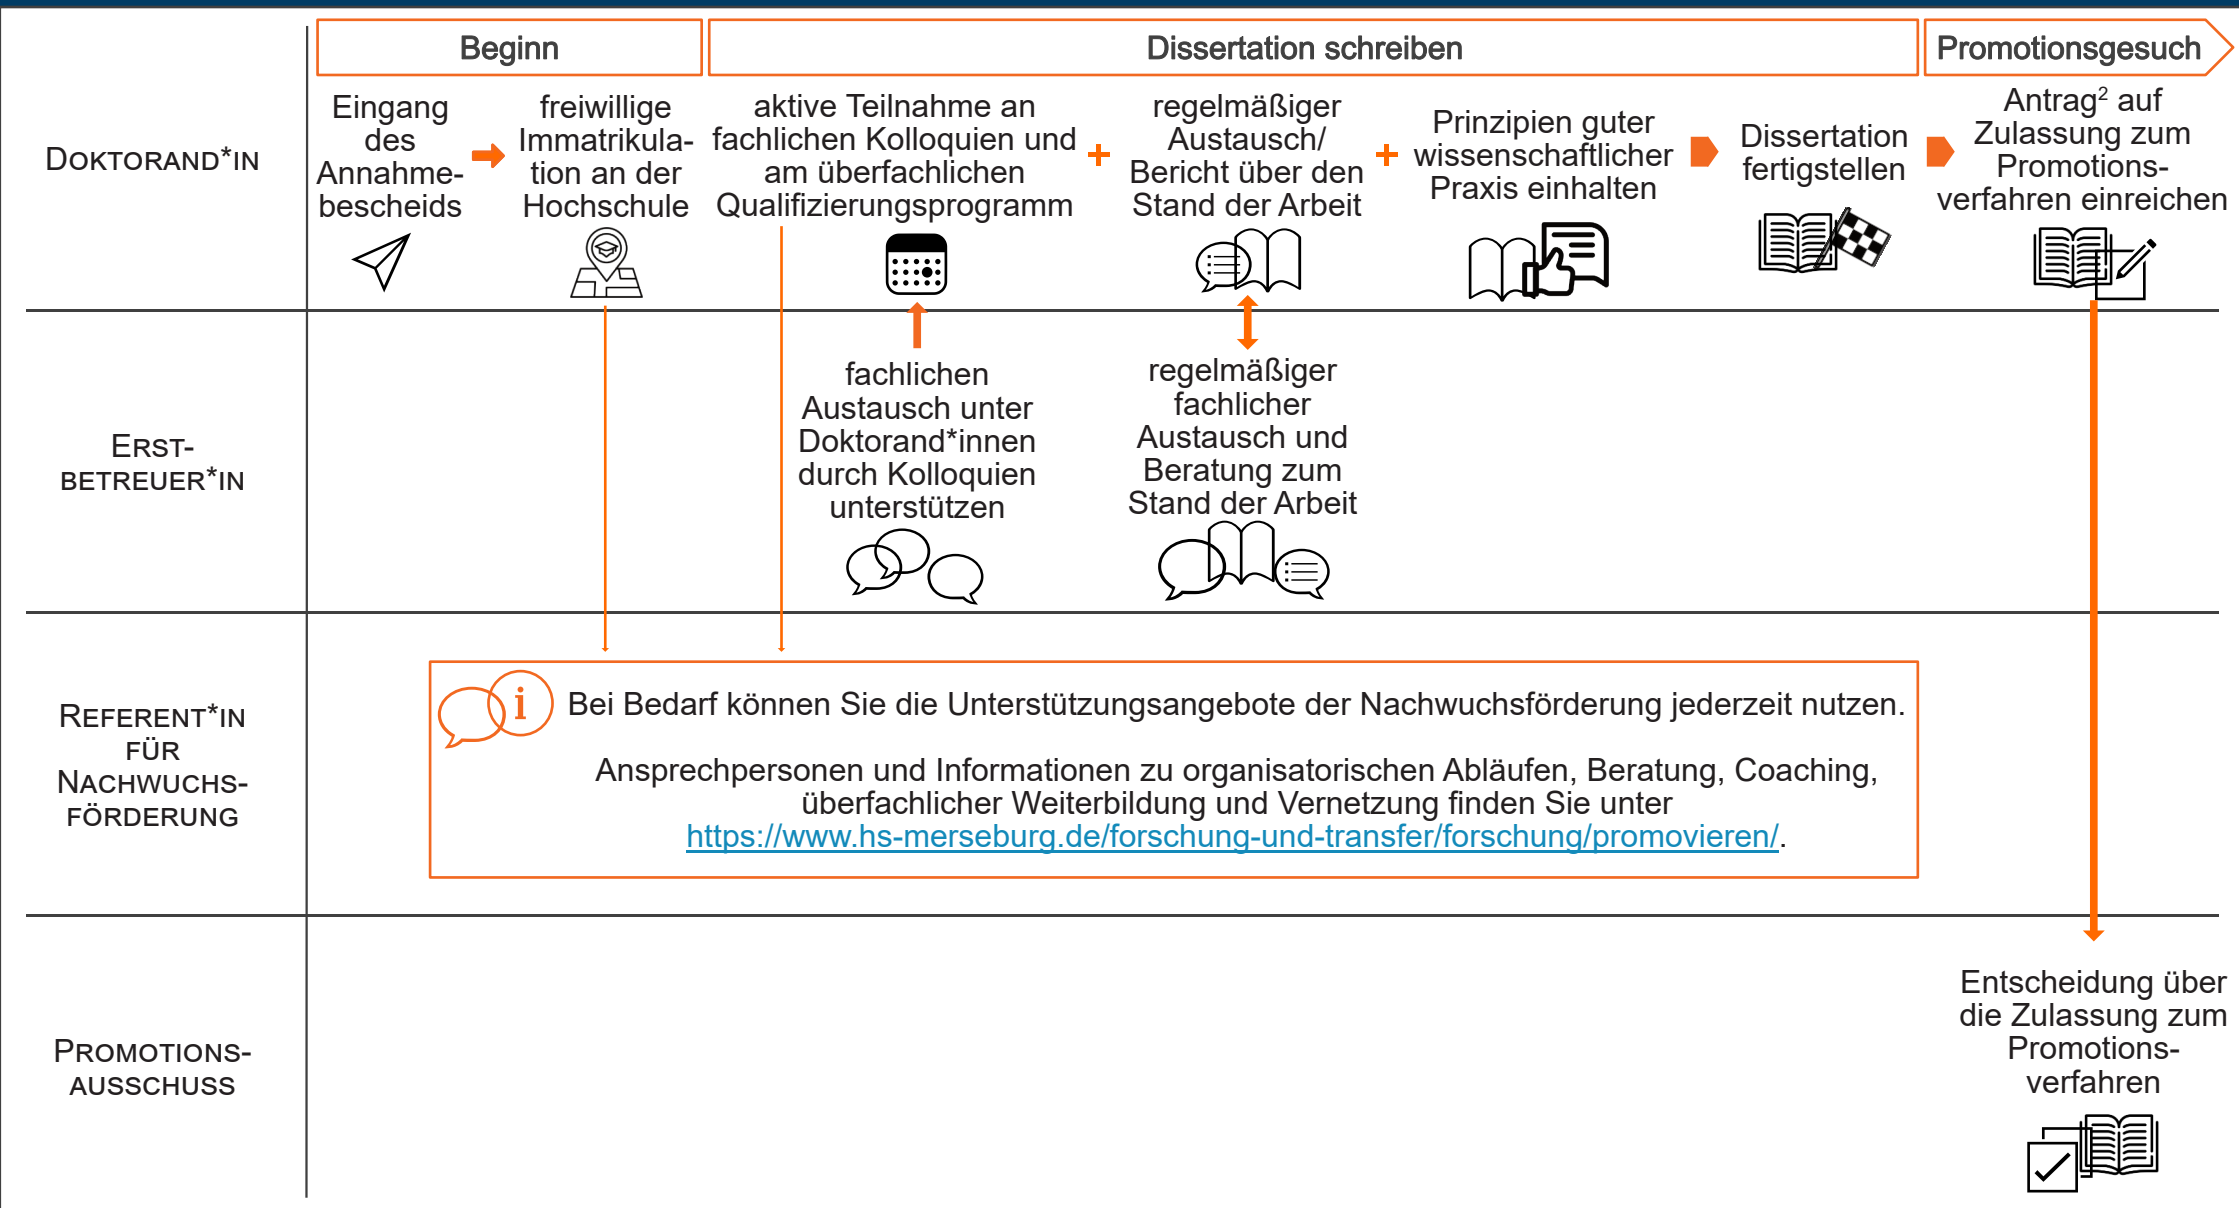 Beginn
Dissertation schreiben
Promotionsgesuch
DOKTORAND*IN
Eingang
des
Annahme-
bescheids
freiwillige
Immatrikula-
tion an der
Hochschule
aktive Teilnahme an
fachlichen Kolloquien und
am überfachlichen
Qualifizierungsprogramm
+
regelmäßiger
Austausch/
Bericht über den
Stand der Arbeit
+
Prinzipien guter
wissenschaftlicher
Praxis einhalten
Dissertation
fertigstellen
Antrag² auf
Zulassung zum
Promotions-
verfahren einreichen
ERST-
BETREUER*IN
fachlichen
Austausch unter
Doktorand*innen
durch Kolloquien
unterstützen
regelmäßiger
fachlicher
Austausch und
Beratung zum
Stand der Arbeit
REFERENT*IN
FÜR
NACHWUCHS-
FÖRDERUNG
i
Bei Bedarf können Sie die Unterstützungsangebote der Nachwuchsförderung jederzeit nutzen.
Ansprechpersonen und Informationen zu organisatorischen Abläufen, Beratung, Coaching,
überfachlicher Weiterbildung und Vernetzung finden Sie unter
https://www.hs-merseburg.de/forschung-und-transfer/forschung/promovieren/.
PROMOTIONS-
AUSSCHUSS
Entscheidung über
die Zulassung zum
Promotions-
verfahren